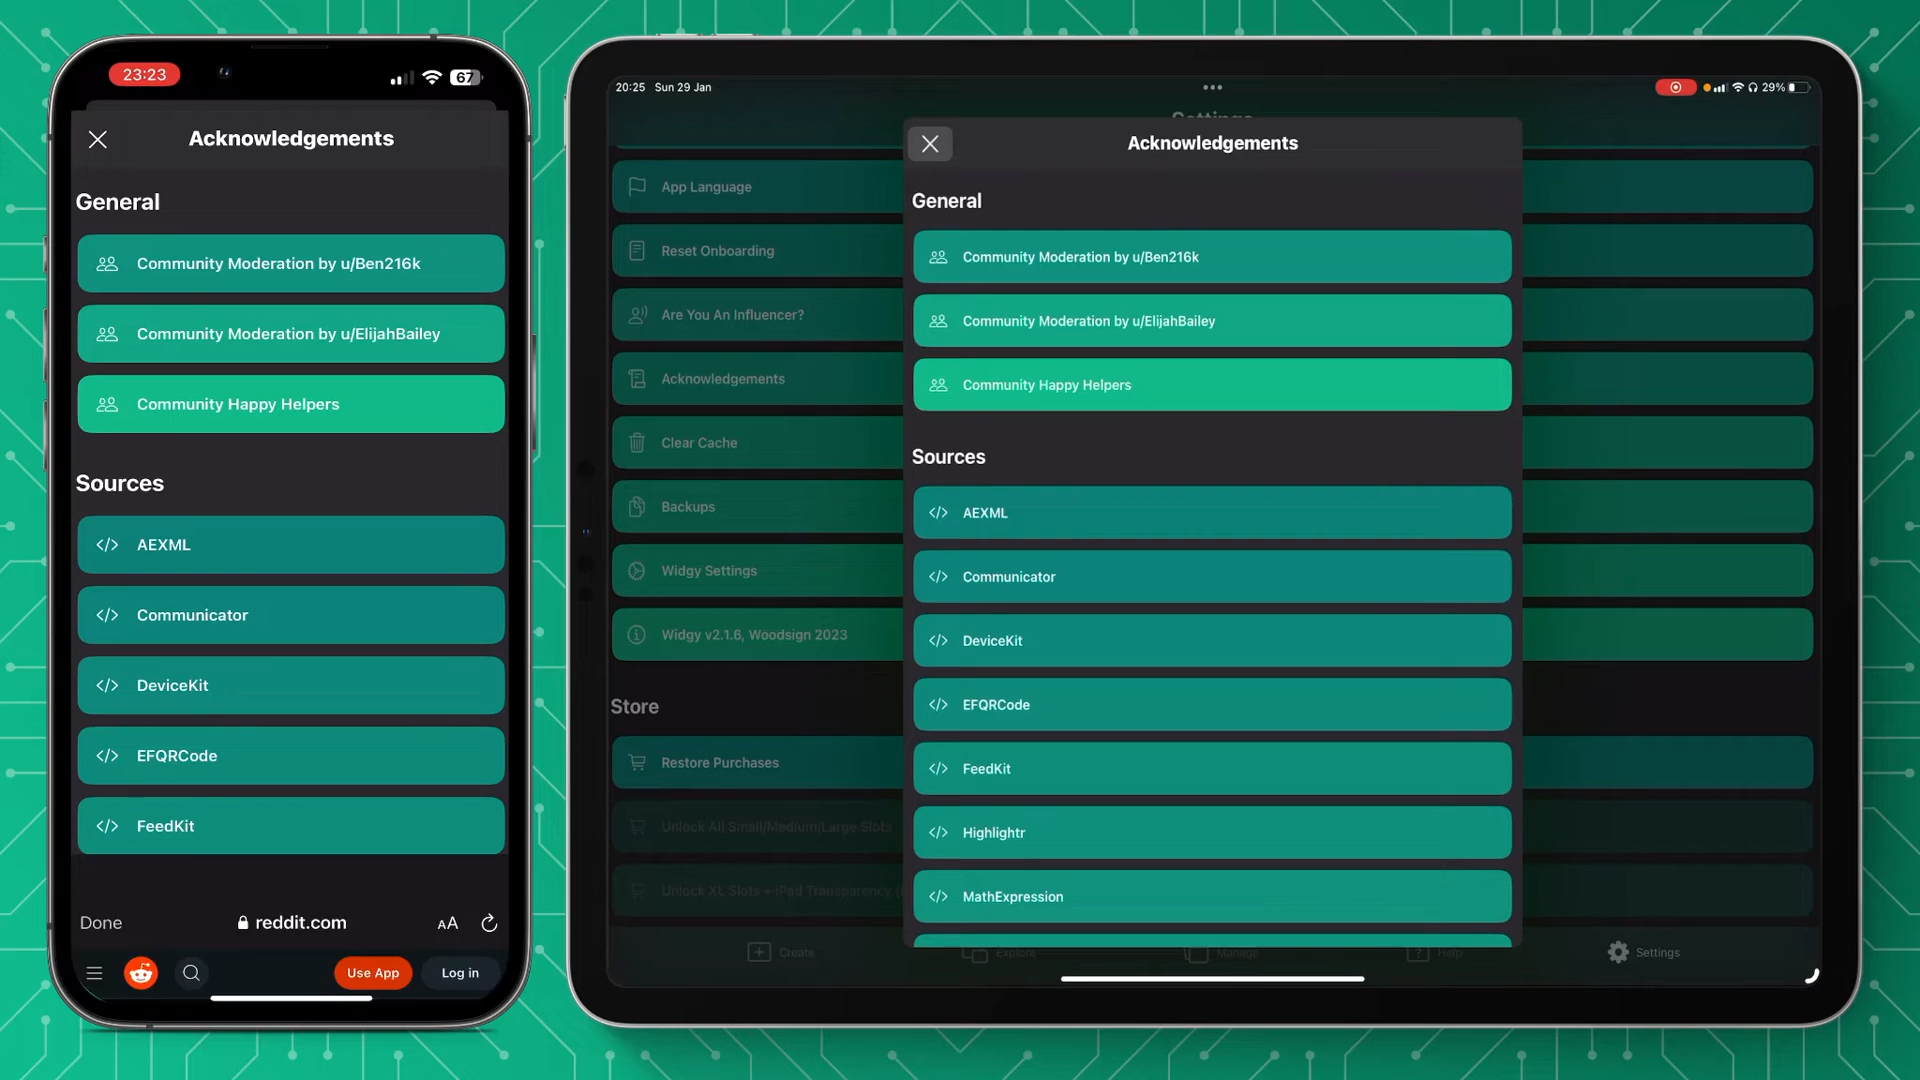 23:23
67
Acknowledgements
General
Community Moderation by u/Ben216k
Community Moderation by u/ElijahBailey
Community Happy Helpers
Sources
</> AEXML
</> Communicator
</> DeviceKit
</> EFQRCode
</> FeedKit
Done
reddit.com
AA
Use App
Log in
20:25 Sun 29 Jan
29%
Settings
App Language
Reset Onboarding
Are You An Influencer?
Acknowledgements
Clear Cache
Backups
Widgy Settings
Widgy v2.1.6, Woodsign 2023
Store
Restore Purchases
Unlock All Small/Medium/Large Slots
Unlock XL Slots + iPad Transparency
Acknowledgements
General
Community Moderation by u/Ben216k
Community Moderation by u/ElijahBailey
Community Happy Helpers
Sources
</> AEXML
</> Communicator
</> DeviceKit
</> EFQRCode
</> FeedKit
</> Highlightr
</> MathExpression
Create
Explore
Manage
Help
Settings